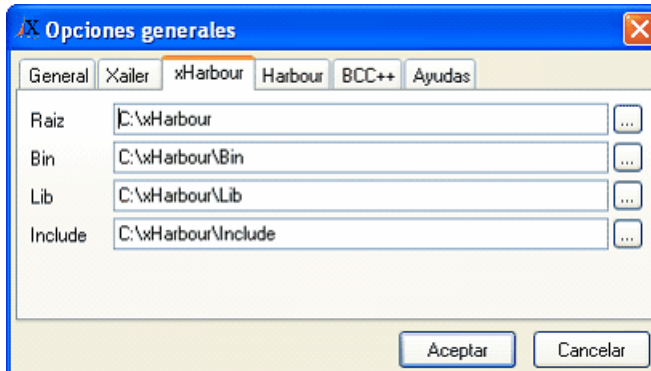 Opciones generales
General Xailer xHarbour Harbour BCC++ Ayudas
Raiz C:\xHarbour ...
Bin C:\xHarbour\Bin ...
Lib C:\xHarbour\Lib ...
Include C:\xHarbour\Include ...
Aceptar Cancelar